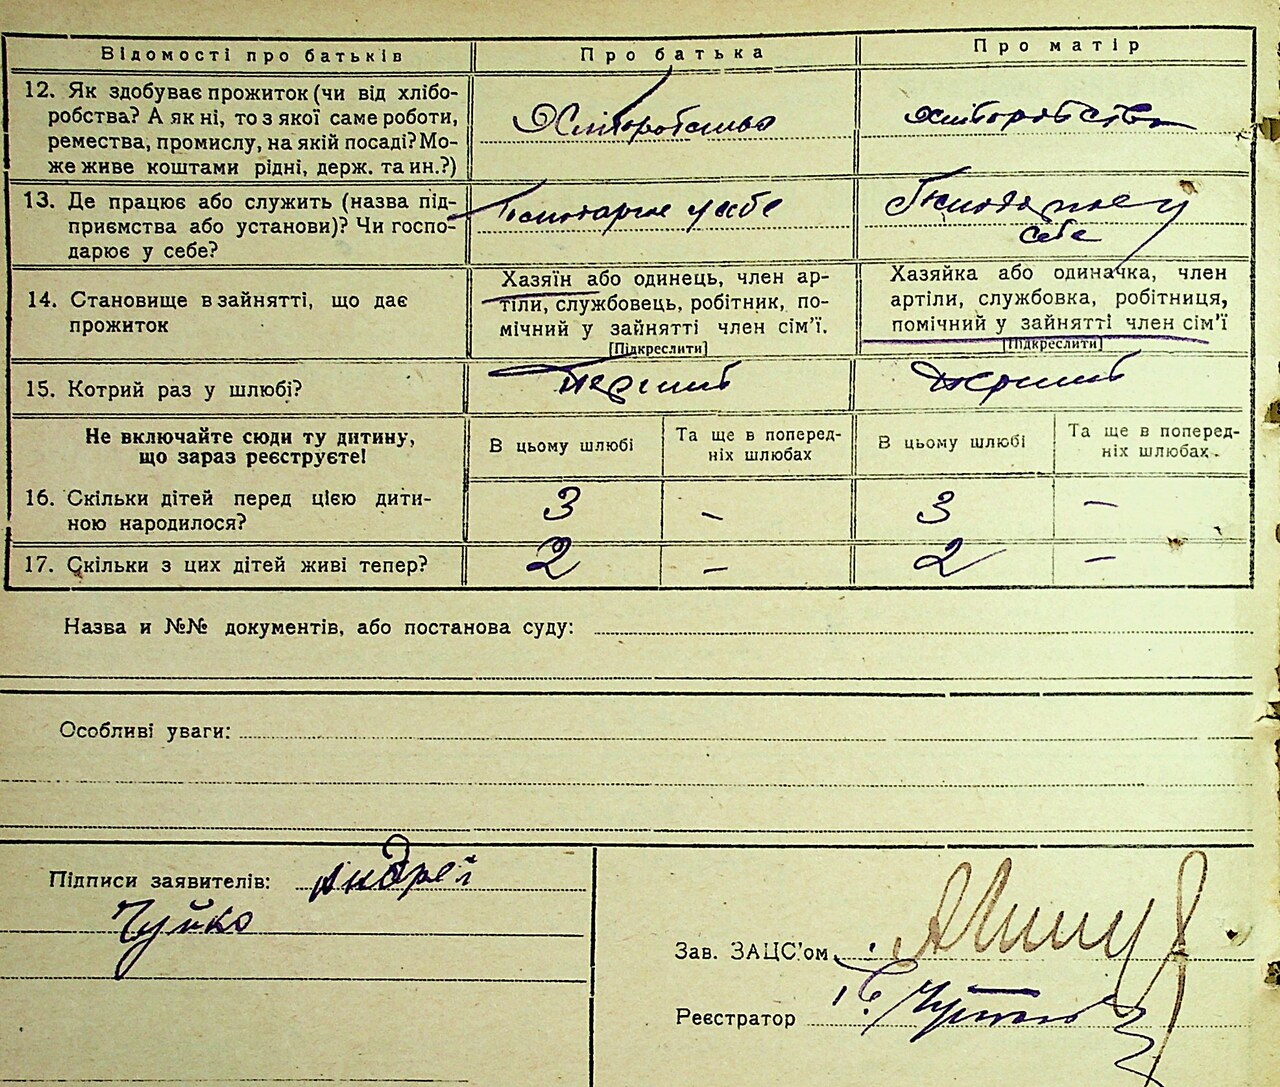 Відомості про батьків
Про батька
Про матір
12. Як здобуває прожиток (чи від хлібо-
робства? А як ні, то з якої саме роботи,
ремества, промислу, на якій посаді? Мо-
же живе коштами рідні, держ. та ин.?)
Хліборобство
хліборобство
13. Де працює або служить (назва під-
приємства або установи)? Чи госпо-
дарює у себе?
Господарює у себе
Господарює у
себе
14. Становище в зайнятті, що дає
прожиток
Хазяїн або одинець, член ар-
тіли, службовець, робітник, по-
мічний у зайнятті член сім'ї.
[Підкреслити]
Хазяйка або одиначка, член
артіли, службовка, робітниця,
помічний у зайнятті член сім'ї
[Підкреслити]
15. Котрий раз у шлюбі?
перший
перший
Не включайте сюди ту дитину,
що зараз реєструєте!
В цьому шлюбі
Та ще в поперед-
ніх шлюбах
В цьому шлюбі
Та ще в поперед-
ніх шлюбах.
16. Скільки дітей перед цією дити-
ною народилося?
3
–
3
–
17. Скільки з цих дітей живі тепер?
2
–
2
–
Назва и №№ документів, або постанова суду:
Особливі уваги:
Підписи заявителів: Андреї
Чуйко
Зав. ЗАЦС'ом
Реєстратор